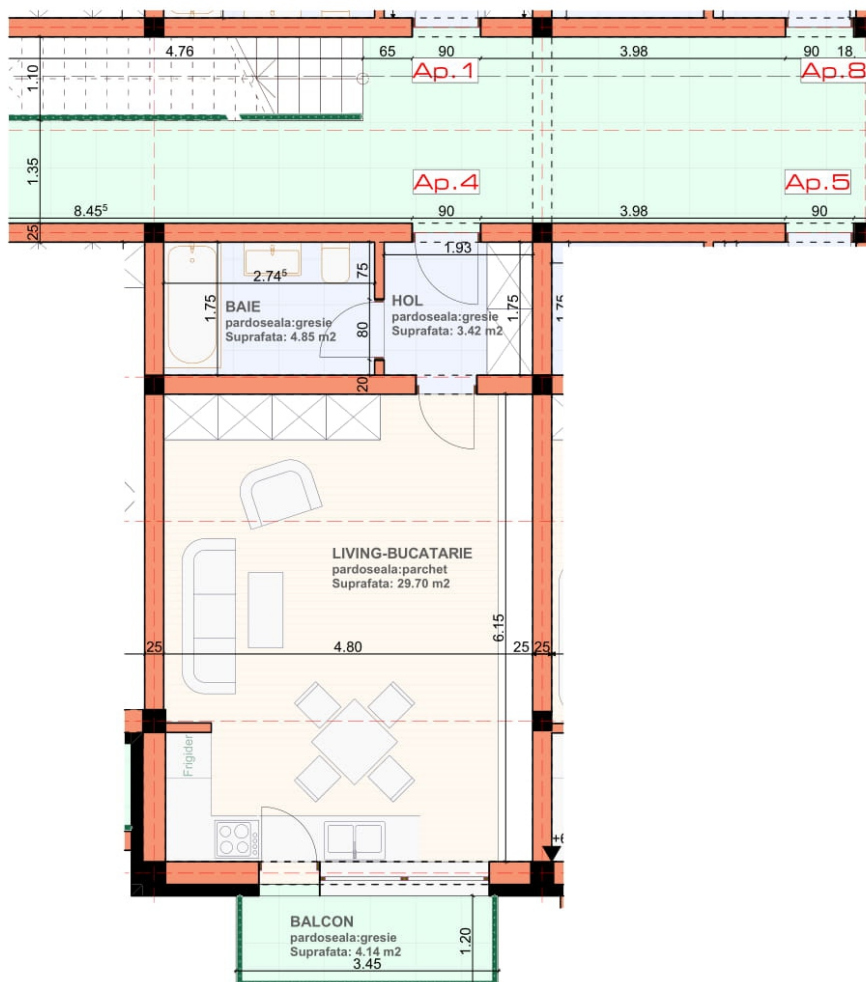 4.76
65
90
3.98
90
18
1.10
Ap.1
Ap.8
1.35
Ap.4
Ap.5
8.45⁵
90
3.98
90
25
1.93
2.74⁵
75
BAIE
pardoseala:gresie
Suprafata: 4.85 m2
1.75
80
HOL
pardoseala:gresie
Suprafata: 3.42 m2
1.75
1.75
20
LIVING-BUCATARIE
pardoseala:parchet
Suprafata: 29.70 m2
6.15
25
4.80
25
25
Frigider
BALCON
pardoseala:gresie
Suprafata: 4.14 m2
1.20
3.45